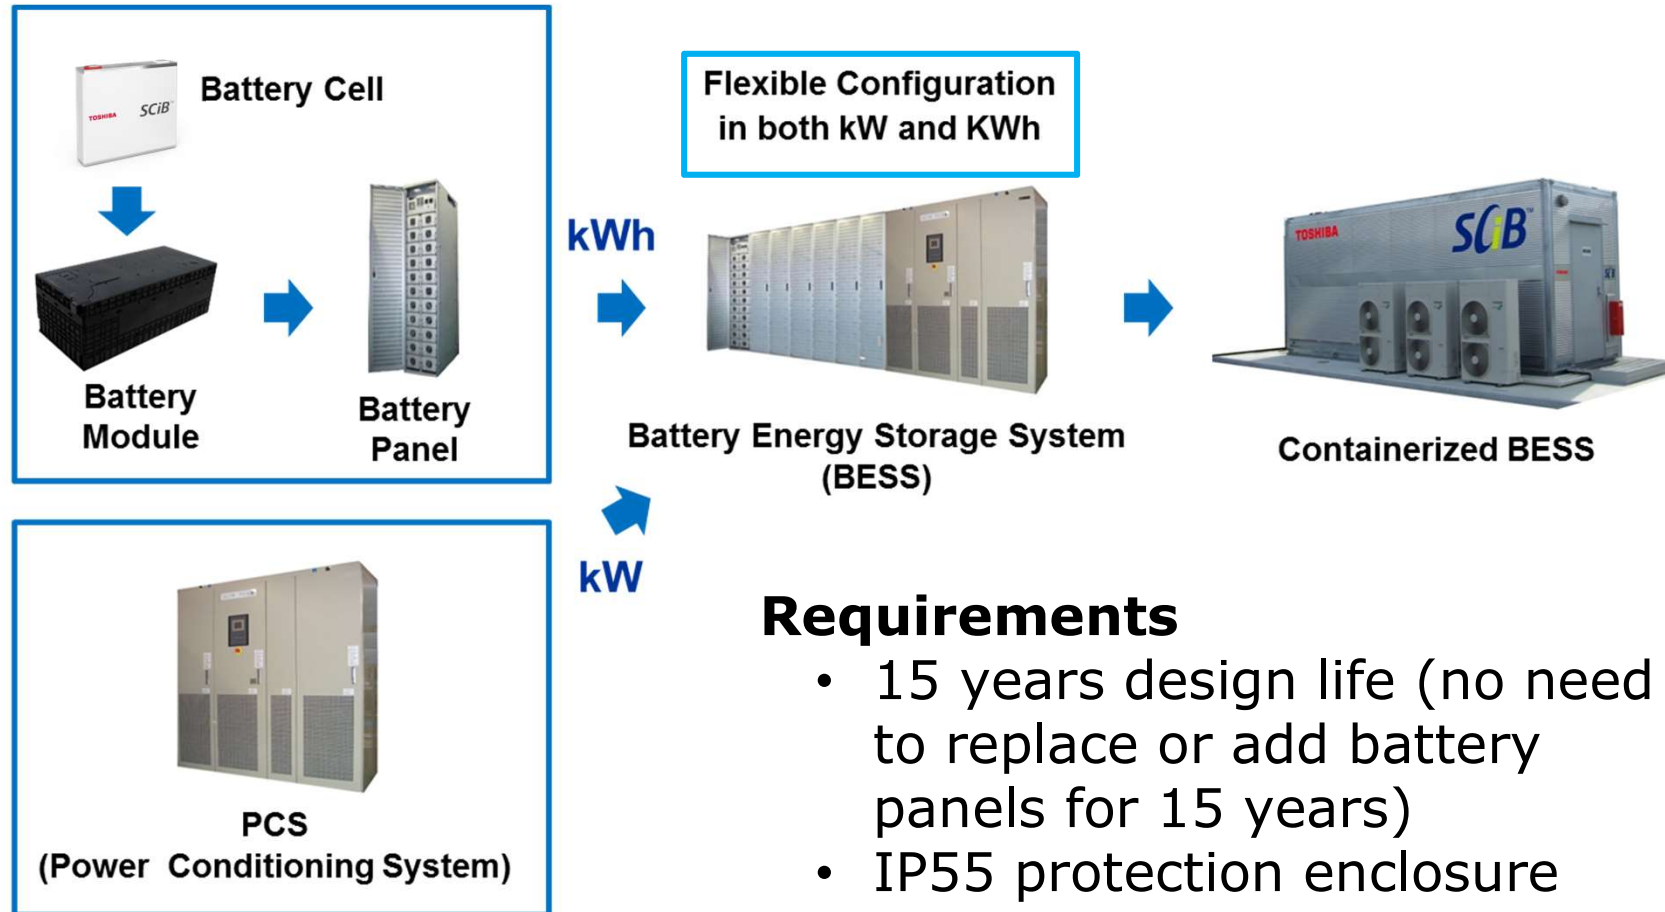 Battery Cell
TOSHIBA SCiB™
Battery
Module
Battery
Panel
kWh
Flexible Configuration
in both kW and KWh
Battery Energy Storage System
(BESS)
TOSHIBA
SCiB™
Containerized BESS
kW
PCS
(Power Conditioning System)
Requirements
• 15 years design life (no need
to replace or add battery
panels for 15 years)
• IP55 protection enclosure